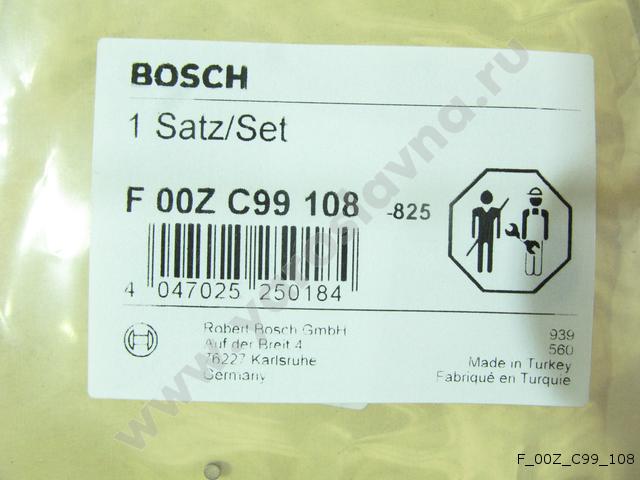 BOSCH
1 Satz/Set
F 00Z C99 108 -825
4 047025 250184
Robert Bosch GmbH
Auf der Breit 4
76227 Karlsruhe
Germany
939
560
Made in Turkey
Fabriqué en Turquie
www.yaroslavna.ru
F_00Z_C99_108